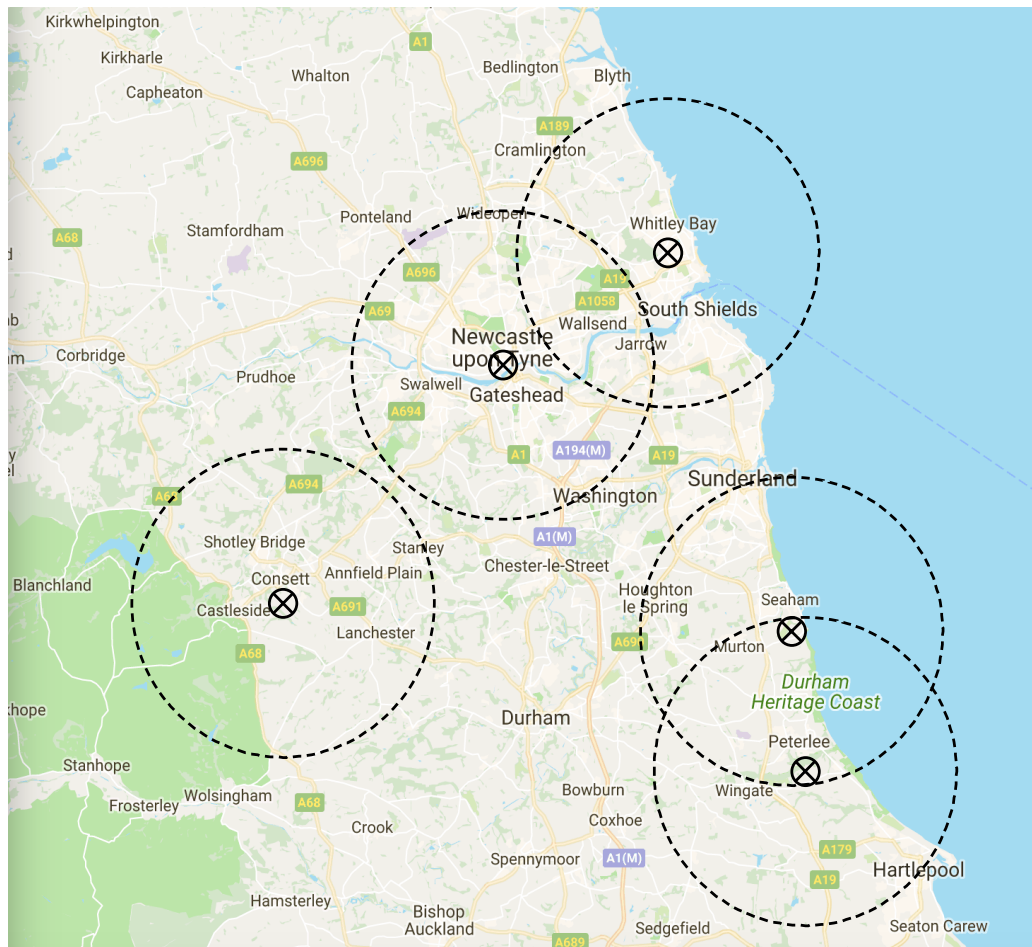 Kirkwhelpington
A1
Kirkharle
Bedlington
Blyth
Whalton
Capheaton
A189
Cramlington
A696
Ponteland
Wideopen
Whitley Bay
Stamfordham
A68
A696
A19
A1058
A69
South Shields
Wallsend
Newcastle
upon Tyne
Jarrow
Corbridge
Prudhoe
Swalwell
Gateshead
A694
A1
A194(M)
A19
Sunderland
A694
Washington
A1(M)
Shotley Bridge
Stanley
Chester-le-Street
Annfield Plain
Consett
Blanchland
Houghton
le Spring
Seaham
Castleside
A691
Lanchester
A690
Murton
A68
Durham
Heritage Coast
Durham
Peterlee
Stanhope
Wolsingham
Frosterley
A68
Bowburn
Wingate
Crook
Coxhoe
A179
Spennymoor
A1(M)
Hartlepool
A19
Hamsterley
Bishop
Auckland
Sedgefield
Seaton Carew
A689